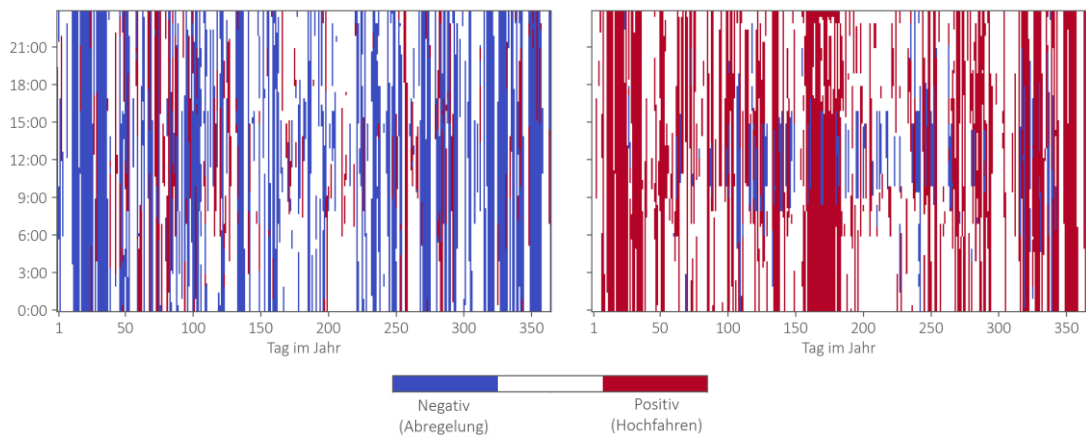 21:00
18:00
15:00
12:00
9:00
6:00
3:00
0:00
1 50 100 150 200 250 300 350
Tag im Jahr
1 50 100 150 200 250 300 350
Tag im Jahr
Negativ
(Abregelung)
Positiv
(Hochfahren)